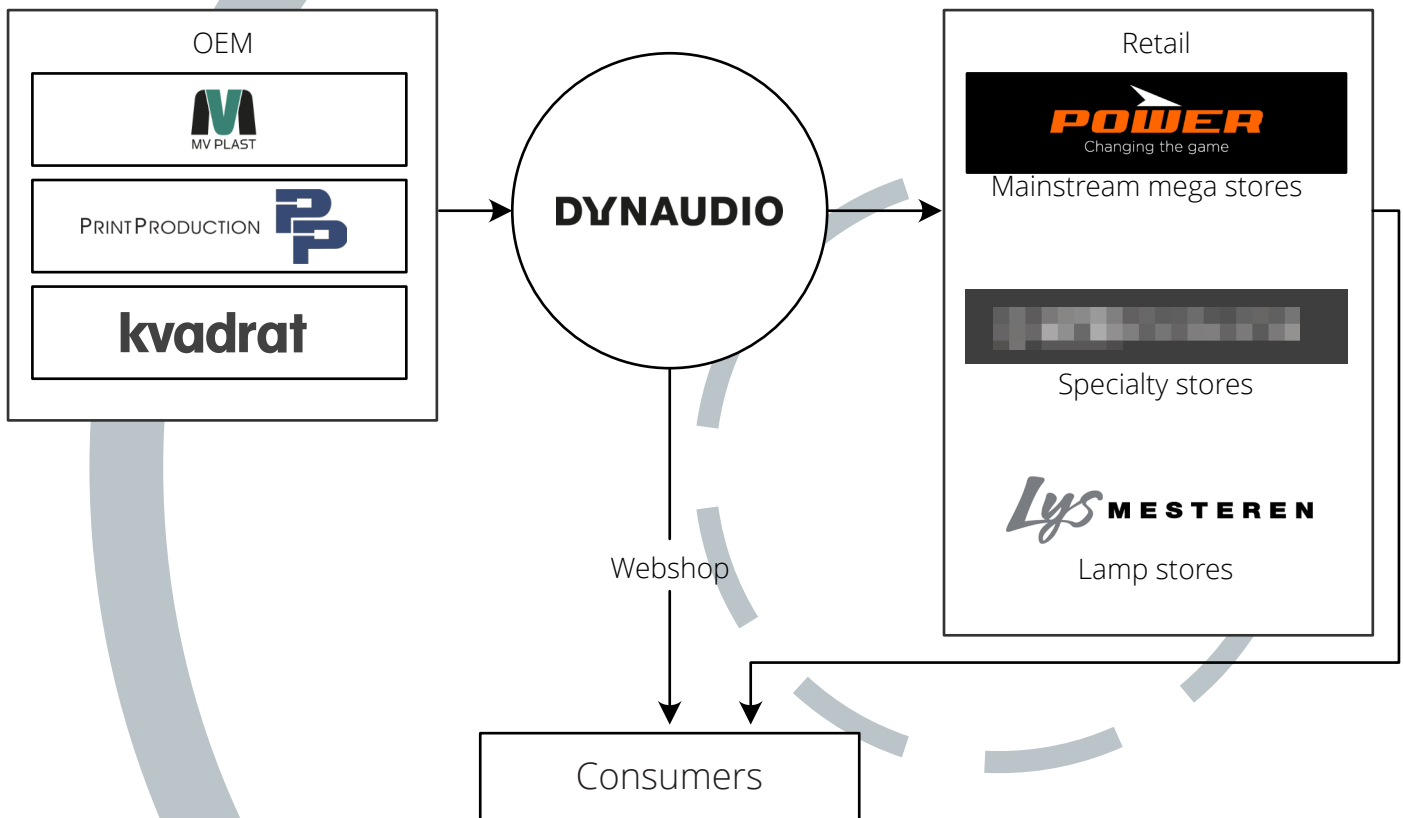 OEM
MV PLAST
PRINTPRODUCTION PP
kvadrat
DYNAUDIO
Webshop
Retail
POWER
Changing the game
Mainstream mega stores
Specialty stores
Lys MESTEREN
Lamp stores
Consumers